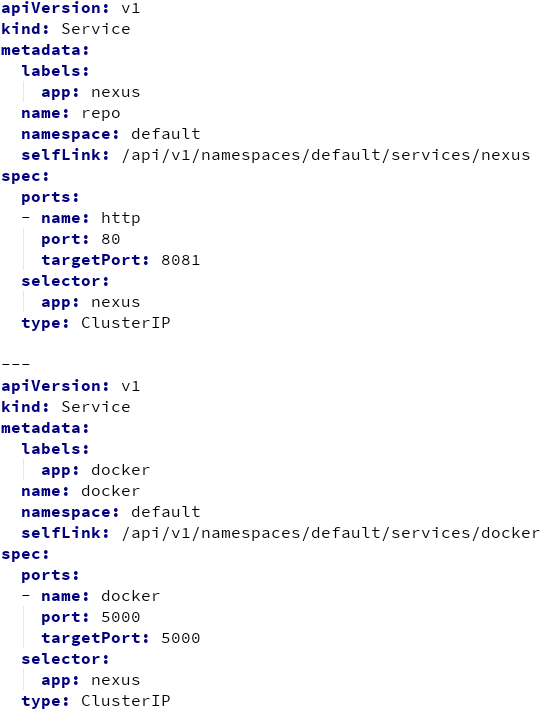 apiVersion: v1
kind: Service
metadata:
  labels:
    app: nexus
  name: repo
  namespace: default
  selfLink: /api/v1/namespaces/default/services/nexus
spec:
  ports:
  - name: http
    port: 80
    targetPort: 8081
  selector:
    app: nexus
  type: ClusterIP

---
apiVersion: v1
kind: Service
metadata:
  labels:
    app: docker
  name: docker
  namespace: default
  selfLink: /api/v1/namespaces/default/services/docker
spec:
  ports:
  - name: docker
    port: 5000
    targetPort: 5000
  selector:
    app: nexus
  type: ClusterIP